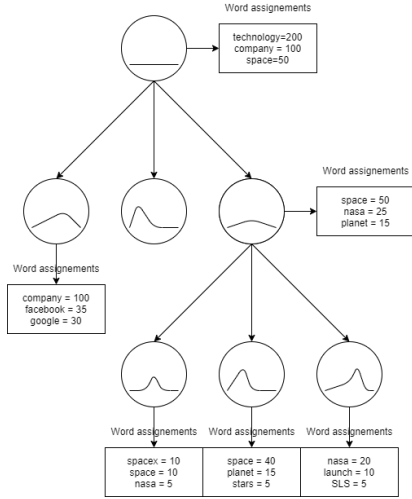 Word assignements
technology=200
company = 100
space=50
Word assignements
space = 50
nasa = 25
planet = 15
Word assignements
company = 100
facebook = 35
google = 30
Word assignements
spacex = 10
space = 10
nasa = 5
Word assignements
space = 40
planet = 15
stars = 5
Word assignements
nasa = 20
launch = 10
SLS = 5